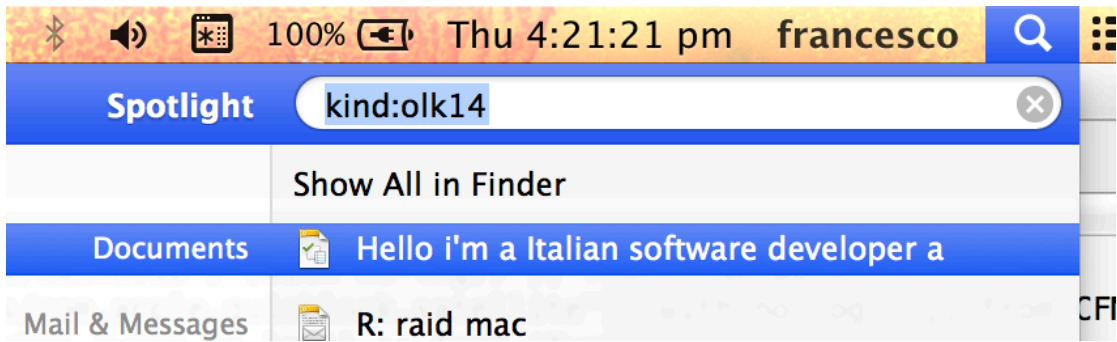 100% Thu 4:21:21 pm francesco
Spotlight kind:olk14
Show All in Finder
Documents Hello i'm a Italian software developer a
Mail & Messages R: raid mac